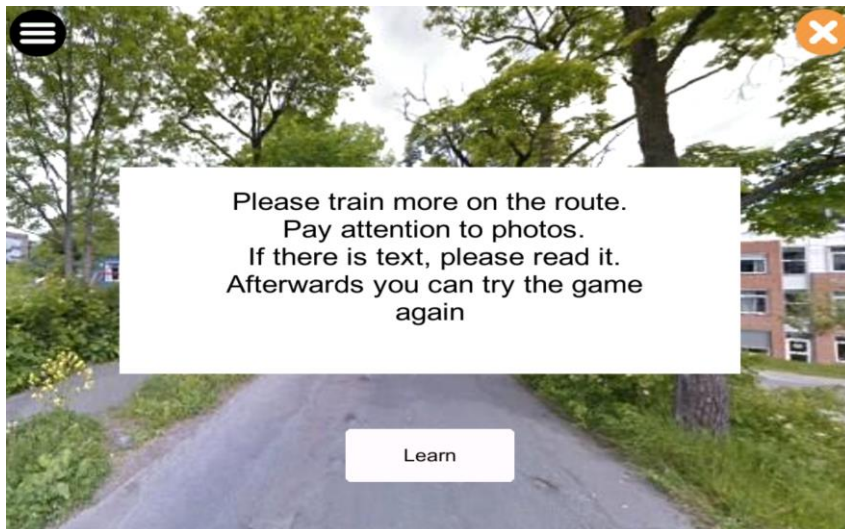 Please train more on the route.
Pay attention to photos.
If there is text, please read it.
Afterwards you can try the game
again
Learn